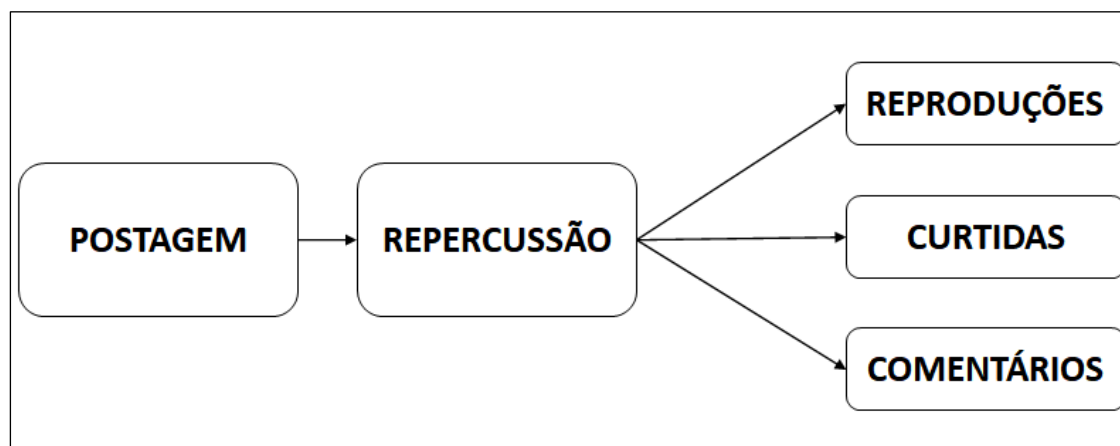 POSTAGEM
REPERCUSSÃO
REPRODUÇÕES
CURTIDAS
COMENTÁRIOS